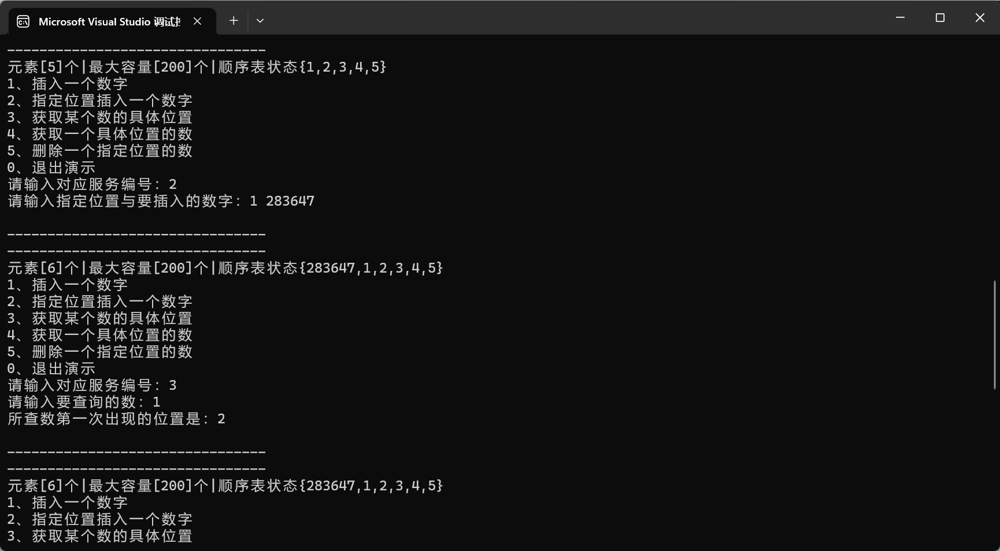 Microsoft Visual Studio 调试
--------------------------------
元素[5]个|最大容量[200]个|顺序表状态{1,2,3,4,5}
1、插入一个数字
2、指定位置插入一个数字
3、获取某个数的具体位置
4、获取一个具体位置的数
5、删除一个指定位置的数
0、退出演示
请输入对应服务编号：2
请输入指定位置与要插入的数字：1 283647
--------------------------------
--------------------------------
元素[6]个|最大容量[200]个|顺序表状态{283647,1,2,3,4,5}
1、插入一个数字
2、指定位置插入一个数字
3、获取某个数的具体位置
4、获取一个具体位置的数
5、删除一个指定位置的数
0、退出演示
请输入对应服务编号：3
请输入要查询的数：1
所查数第一次出现的位置是：2
--------------------------------
--------------------------------
元素[6]个|最大容量[200]个|顺序表状态{283647,1,2,3,4,5}
1、插入一个数字
2、指定位置插入一个数字
3、获取某个数的具体位置